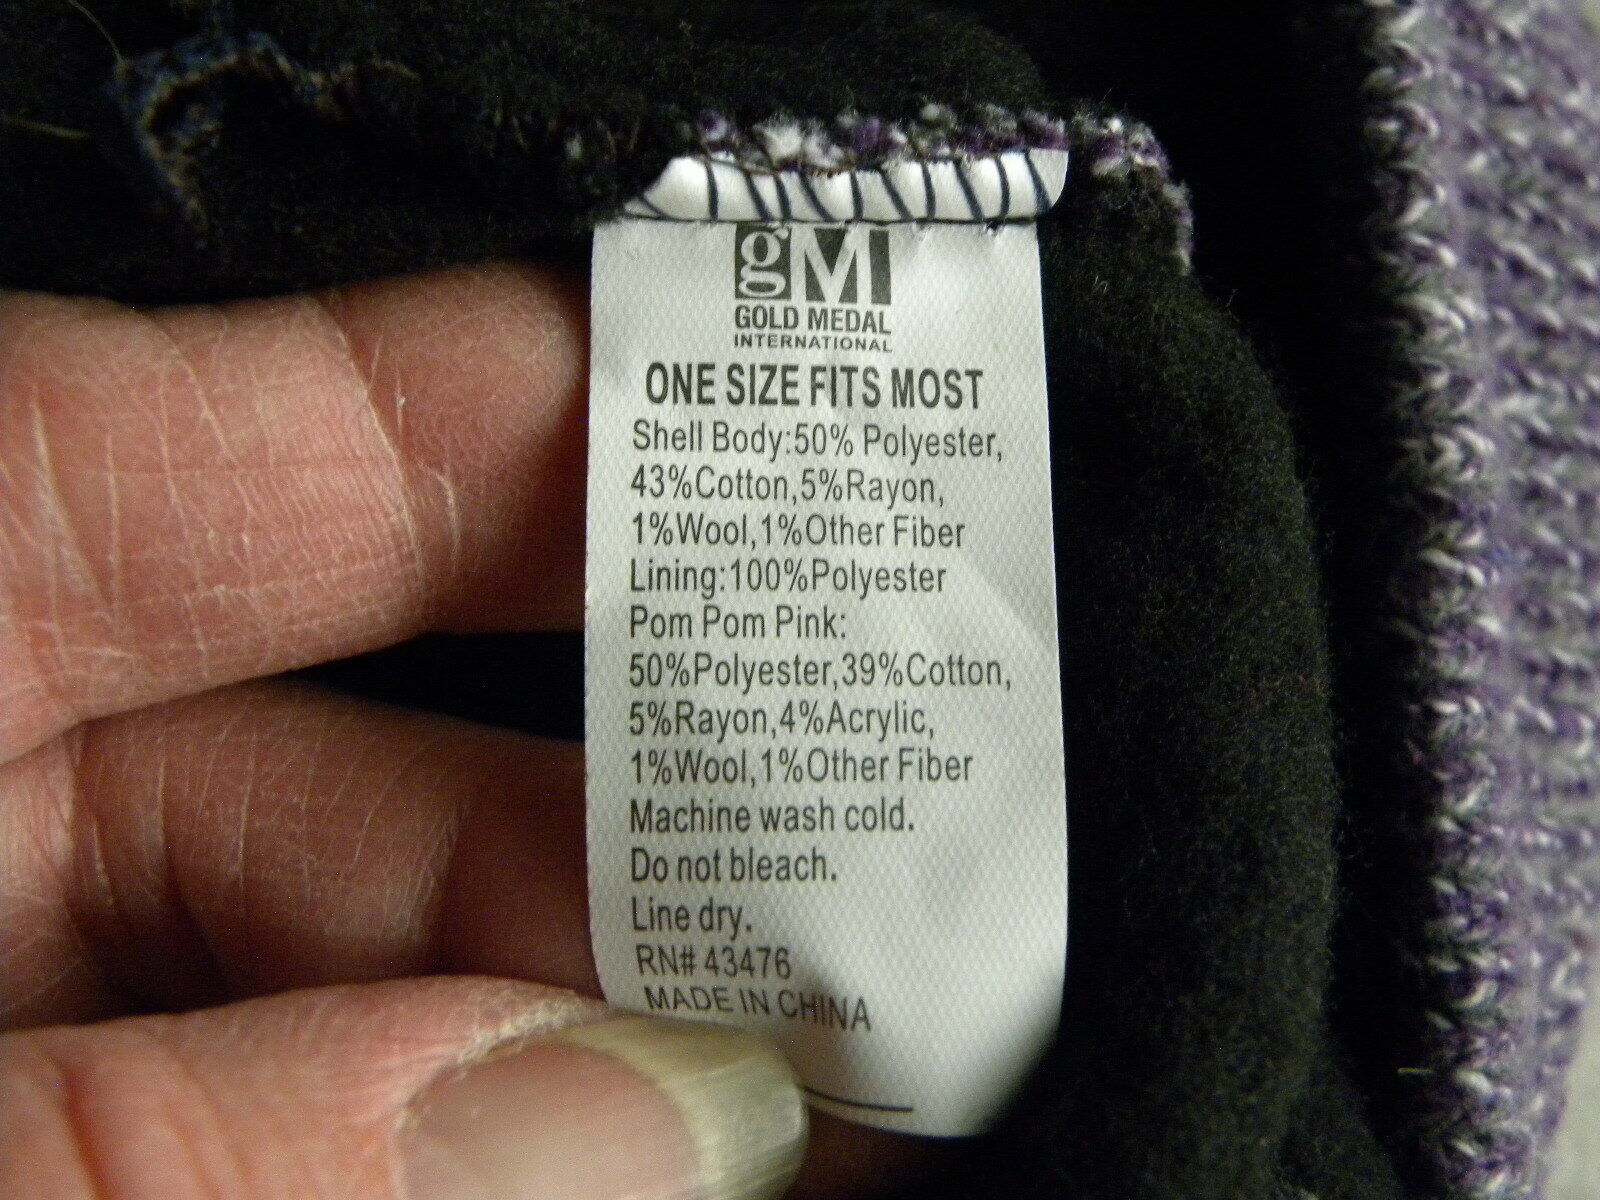 gM
GOLD MEDAL
INTERNATIONAL
ONE SIZE FITS MOST
Shell Body:50% Polyester,
43%Cotton,5%Rayon,
1%Wool,1%Other Fiber
Lining:100%Polyester
Pom Pom Pink:
50%Polyester,39%Cotton,
5%Rayon,4%Acrylic,
1%Wool,1%Other Fiber
Machine wash cold.
Do not bleach.
Line dry.
RN# 43476
MADE IN CHINA